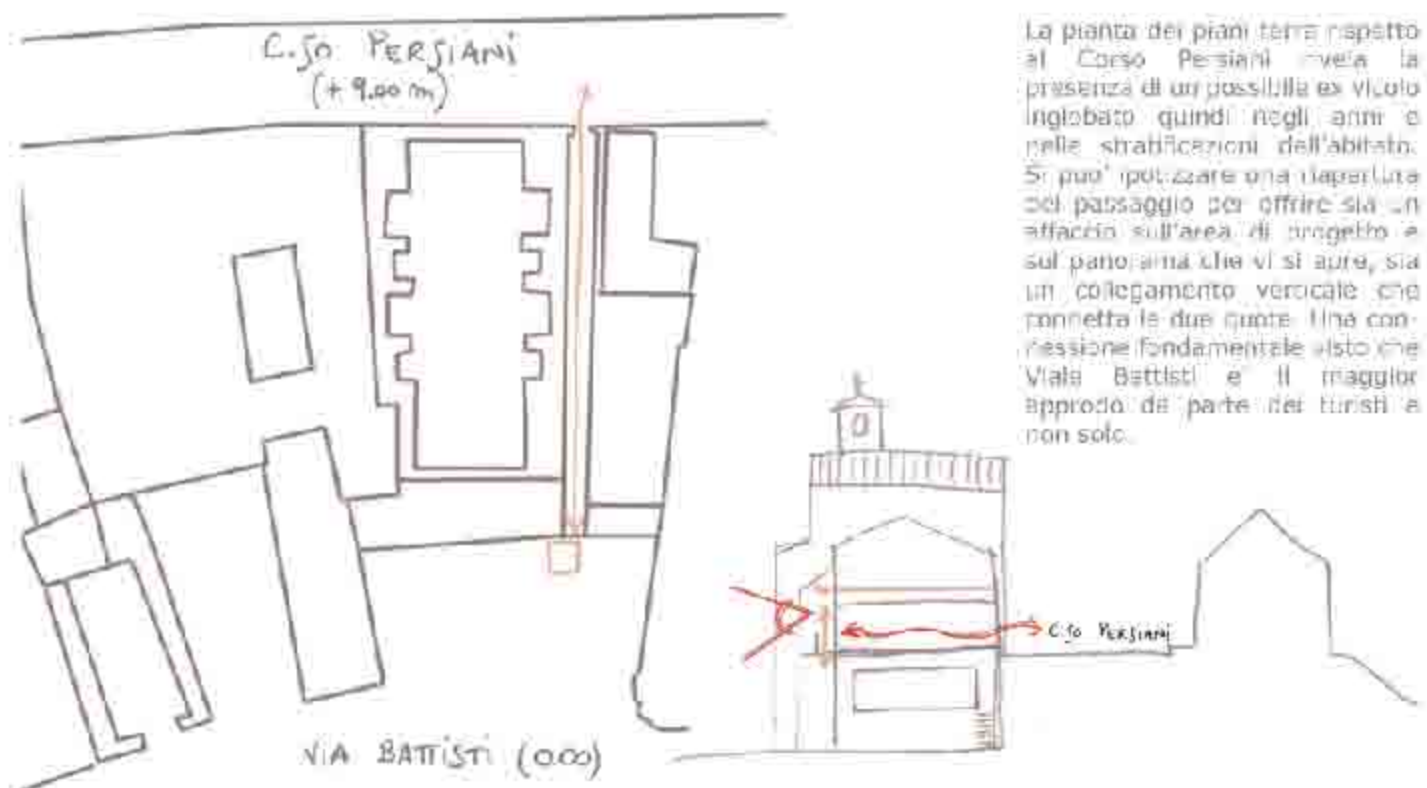 C.so PERSIANI
(+ 9.00 m)
La pianta dei piani terra rispetto
al Corso Persiani rivela la
presenza di un possibile ex vicolo
inglobato quindi negli anni e
nelle stratificazioni dell'abitato.
Si puo' ipotizzare una riapertura
del passaggio per offrire sia un
affaccio sull'area di progetto e
sul panorama che vi si apre, sia
un collegamento verticale che
connetta le due quote. Una con-
nessione fondamentale visto che
Viale Battisti e' il maggior
approdo da parte dei turisti e
non solo.
C.so PERSIANI
VIA BATTISTI (0.00)